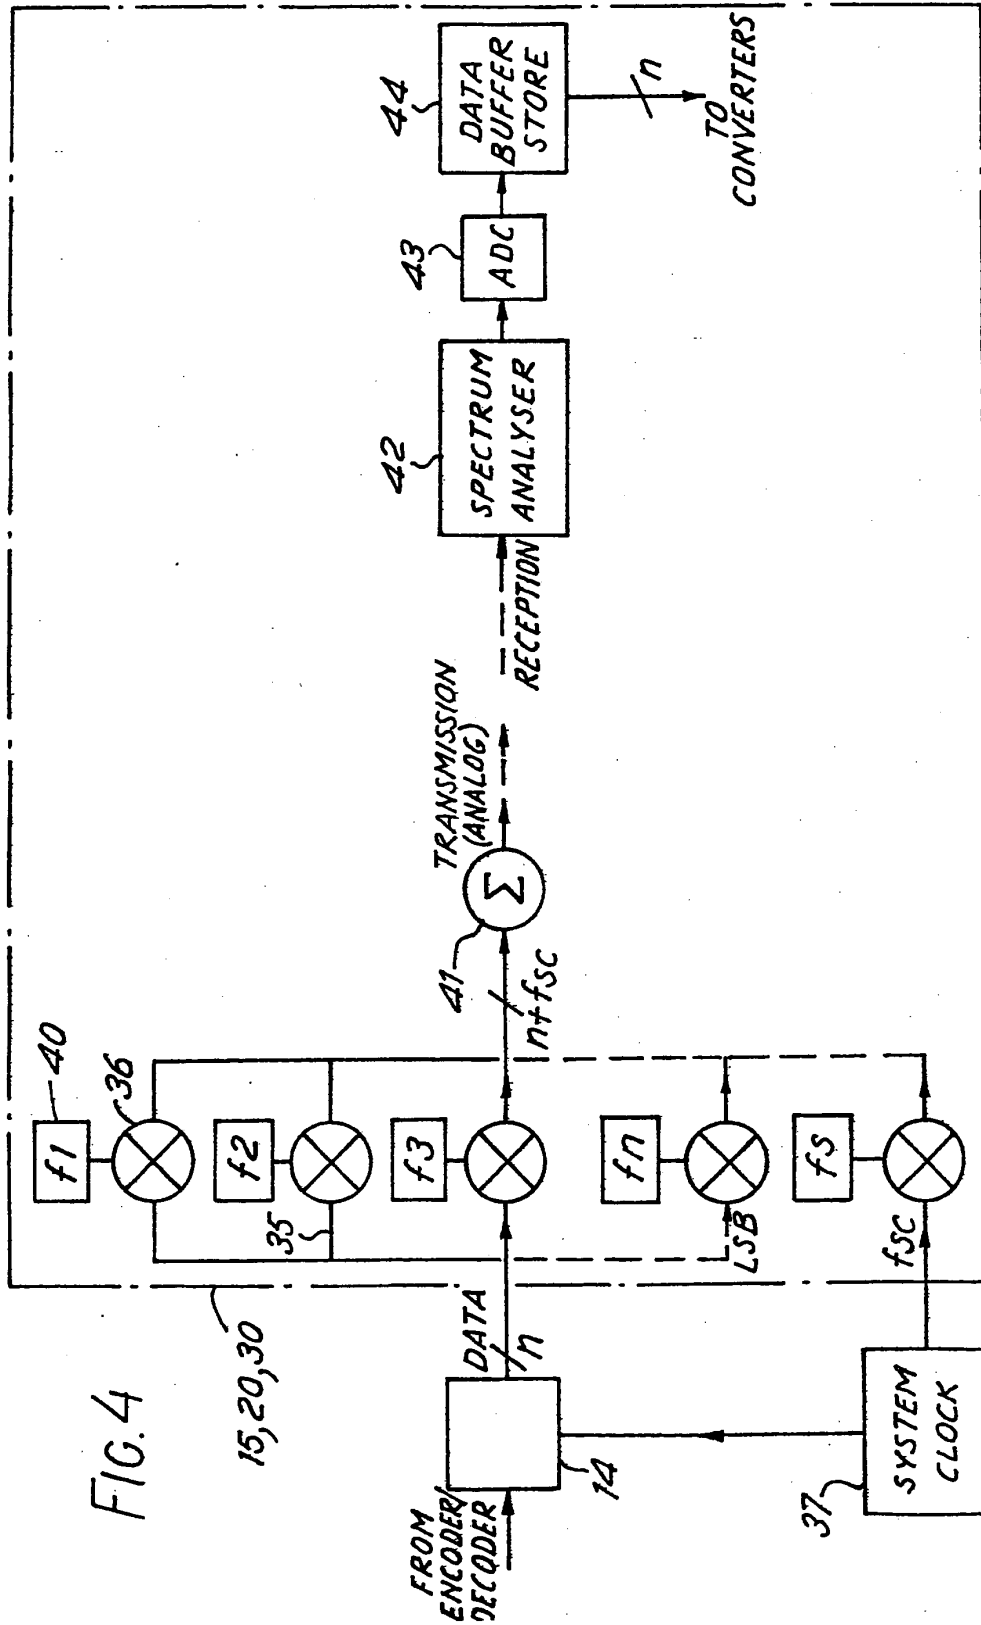 FIG. 4
15,20,30
FROM
ENCODER/
DECODER
14
DATA
n
SYSTEM
CLOCK
37
fSC
LSB
35
f1
40
36
f2
f3
fn
fS
n+fSC
41
Σ
TRANSMISSION
(ANALOG)
RECEPTION
SPECTRUM
ANALYSER
42
ADC
43
DATA
BUFFER
STORE
44
n
TO
CONVERTERS